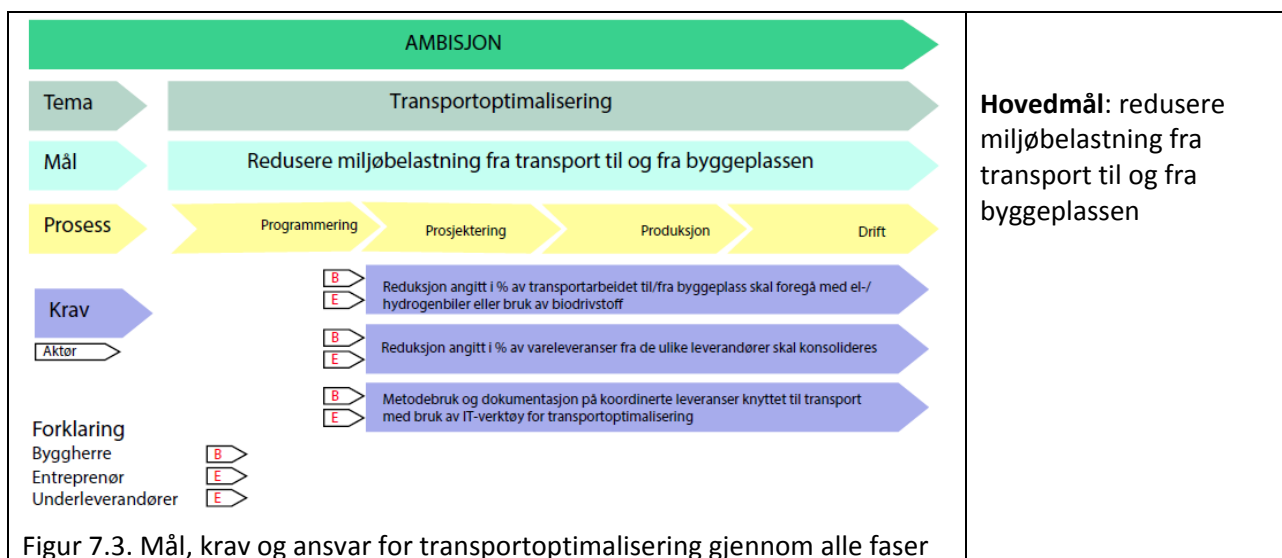 AMBISJON
Tema
Transportoptimalisering
Mål
Redusere miljøbelastning fra transport til og fra byggeplassen
Prosess
Programmering
Prosjektering
Produksjon
Drift
Krav
Aktør
B
E
Reduksjon angitt i % av transportarbeidet til/fra byggeplass skal foregå med el-/
hydrogenbiler eller bruk av biodrivstoff
B
E
Reduksjon angitt i % av vareleveranser fra de ulike leverandører skal konsolideres
B
E
Metodebruk og dokumentasjon på koordinerte leveranser knyttet til transport
med bruk av IT-verktøy for transportoptimalisering
Forklaring
Byggherre B
Entreprenør E
Underleverandører E
Figur 7.3. Mål, krav og ansvar for transportoptimalisering gjennom alle faser
Hovedmål: redusere
miljøbelastning fra
transport til og fra
byggeplassen